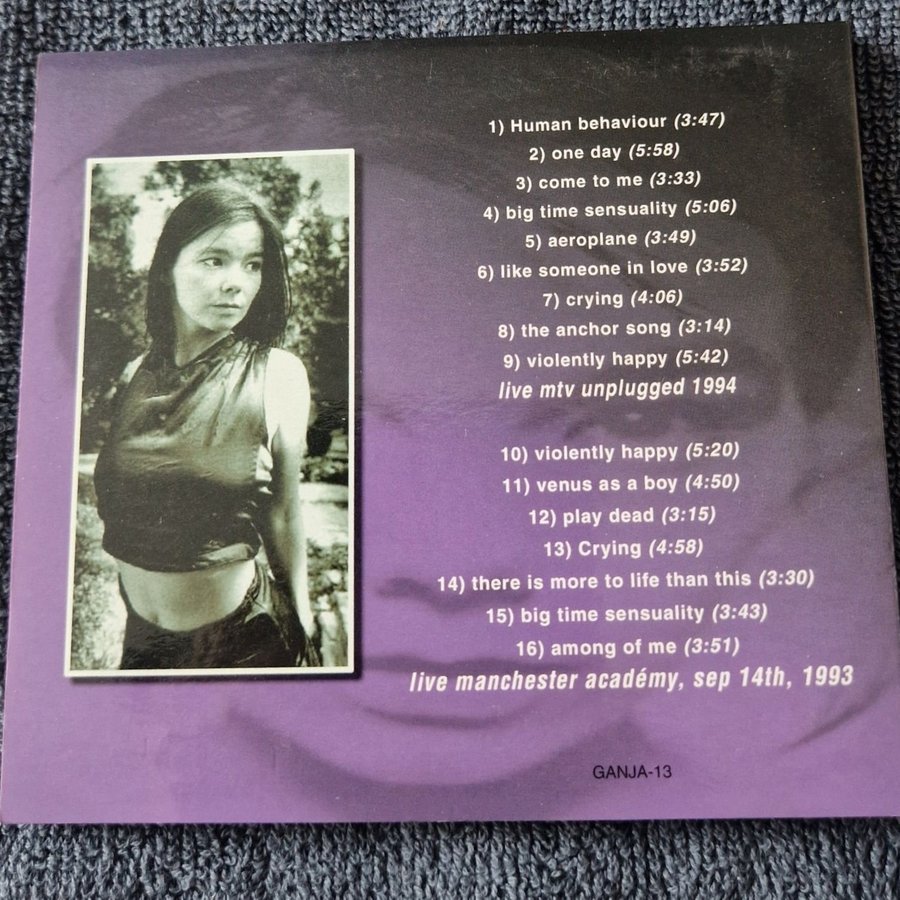 1) Human behaviour (3:47)
2) one day (5:58)
3) come to me (3:33)
4) big time sensuality (5:06)
5) aeroplane (3:49)
6) like someone in love (3:52)
7) crying (4:06)
8) the anchor song (3:14)
9) violently happy (5:42)
live mtv unplugged 1994
10) violently happy (5:20)
11) venus as a boy (4:50)
12) play dead (3:15)
13) Crying (4:58)
14) there is more to life than this (3:30)
15) big time sensuality (3:43)
16) among of me (3:51)
live manchester académy, sep 14th, 1993
GANJA-13